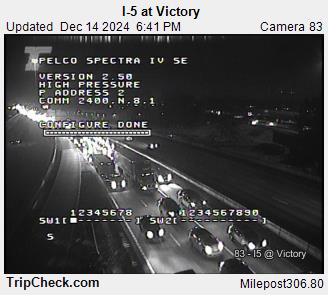 I-5 at Victory
Updated Dec 14 2024 6:41 PM Camera 83
PELCO SPECTRA IV SE
VERSION 2.50
HIGH PRESSURE
P ADDRESS 2
COMM 2400.N.8.1
CONFIGURE DONE
12345678 1234567890
SW1[■-------] SW2[----------]
S
83 - I5 @ Victory
TripCheck.com Milepost306.80